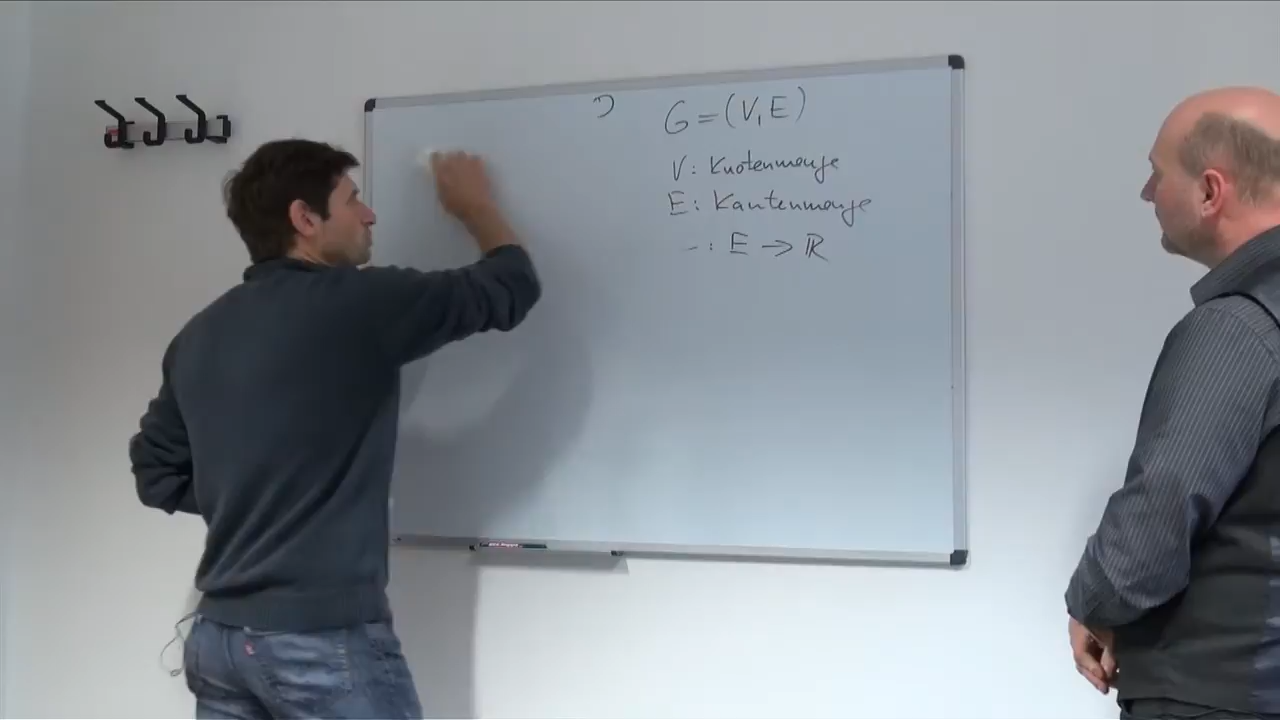 G = (V, E)
V: Knotenmenge
E: Kantenmenge
: E → ℝ